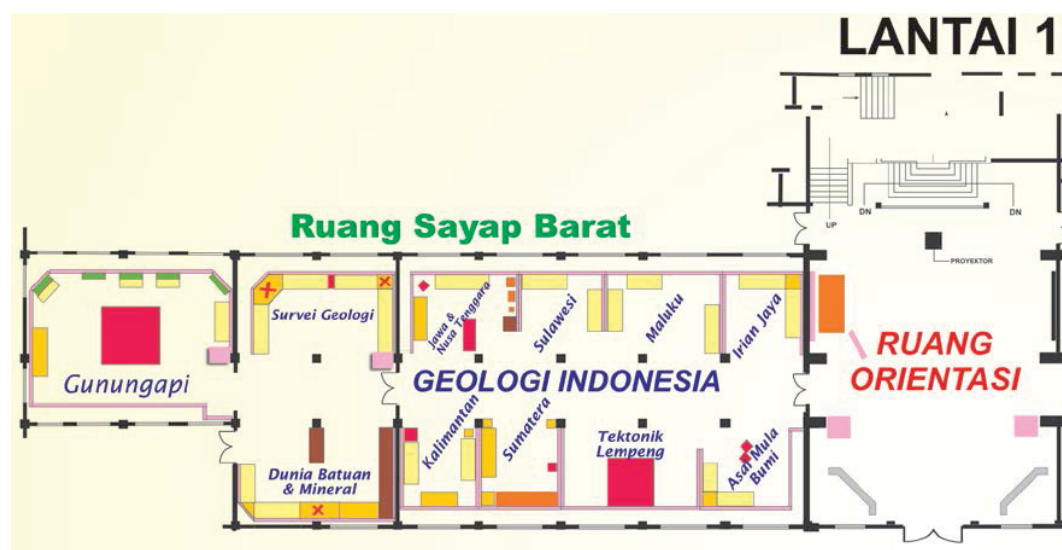 LANTAI 1
UP
DN
DN
PROYEKTOR
Ruang Sayap Barat
Gunungapi
Survei Geologi
Dunia Batuan
& Mineral
GEOLOGI INDONESIA
Jawa &
Nusa Tenggara
Sulawesi
Maluku
Irian Jaya
Kalimantan
Sumatera
Tektonik
Lempeng
Asal Mula
Bumi
RUANG
ORIENTASI